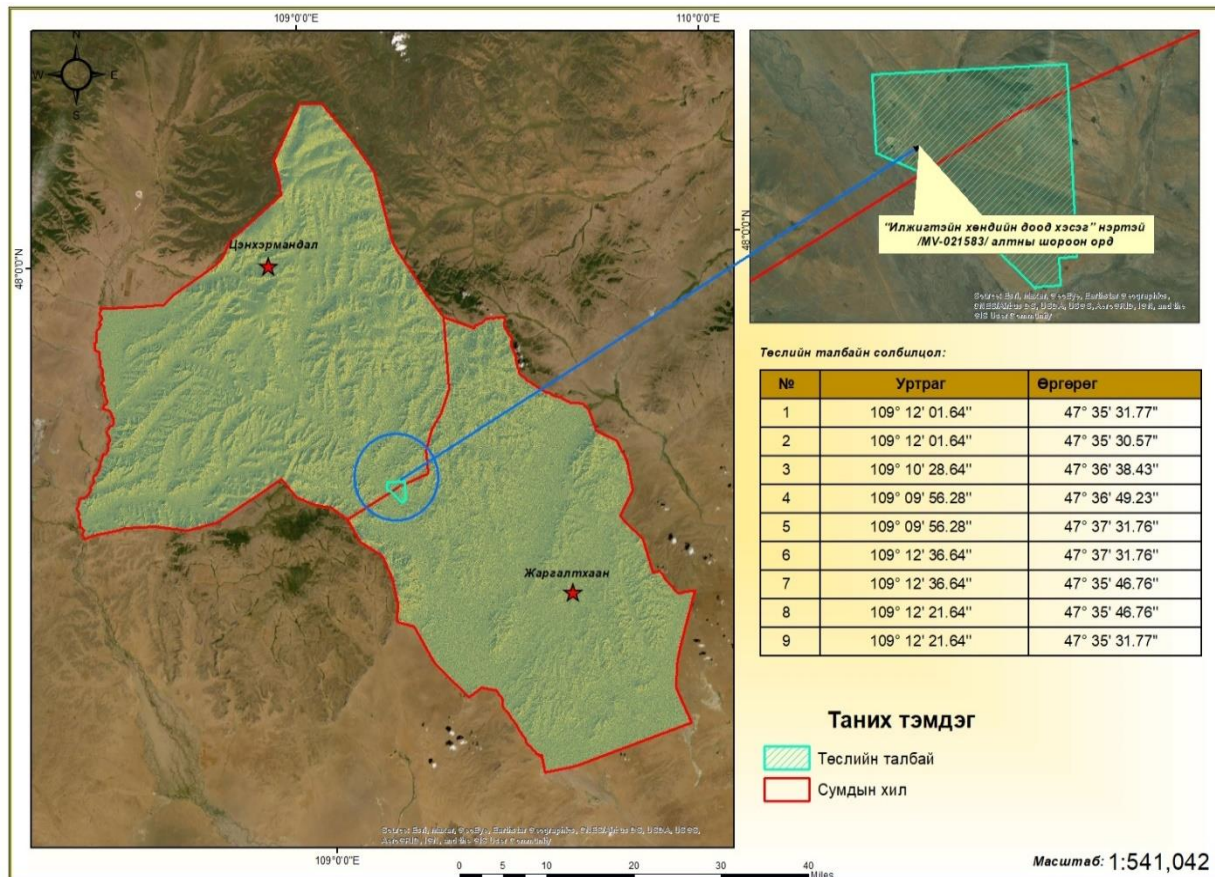 109°0'0"E
110°0'0"E
N
W
E
S
48°0'0"N
Цэнхэрмандал
Жаргалтхаан
109°0'0"E
0 5 10 20 30 40
Miles
48°0'0"N
"Илжигтэйн хөндийн доод хэсэг" нэртэй
/MV-021583/ алтны шороон орд
Төслийн талбайн солбилцол:
№ Уртраг Өргөрөг
1 109° 12' 01.64" 47° 35' 31.77"
2 109° 12' 01.64" 47° 35' 30.57"
3 109° 10' 28.64" 47° 36' 38.43"
4 109° 09' 56.28" 47° 36' 49.23"
5 109° 09' 56.28" 47° 37' 31.76"
6 109° 12' 36.64" 47° 37' 31.76"
7 109° 12' 36.64" 47° 35' 46.76"
8 109° 12' 21.64" 47° 35' 46.76"
9 109° 12' 21.64" 47° 35' 31.77"
Таних тэмдэг
Төслийн талбай
Сумдын хил
Масштаб: 1:541,042